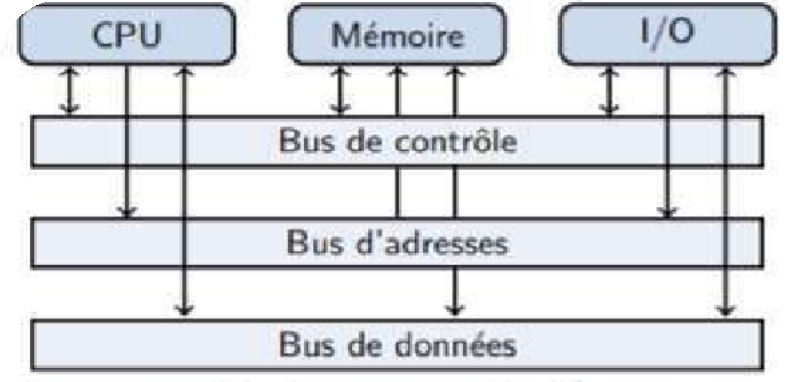 CPU
Mémoire
I/O
Bus de contrôle
Bus d'adresses
Bus de données